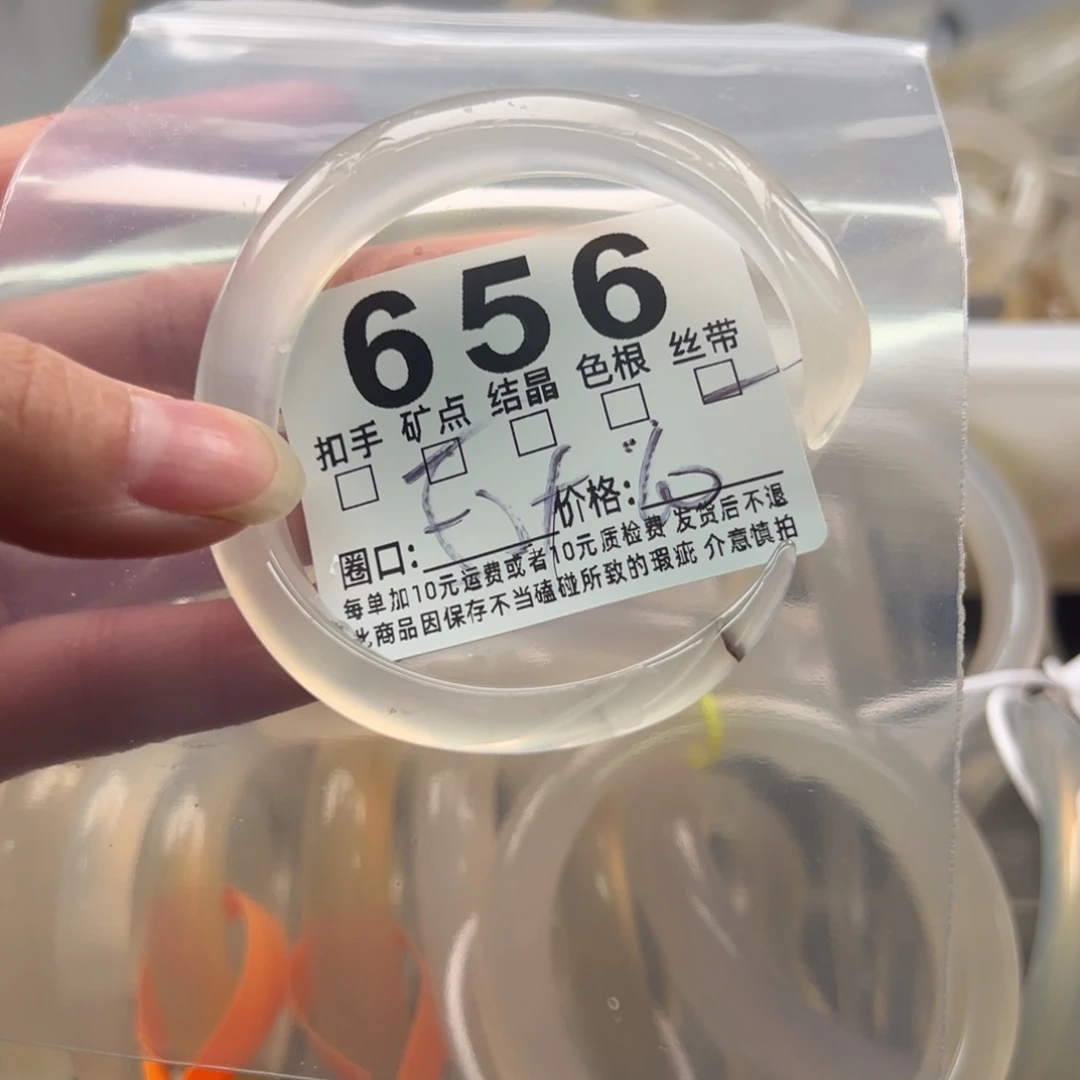 656
扣手 矿点 结晶 色根 丝带
圈口: 价格:
每单加10元运费或者10元质检费 发货后不退
此商品因保存不当磕碰所致的瑕疵 介意慎拍